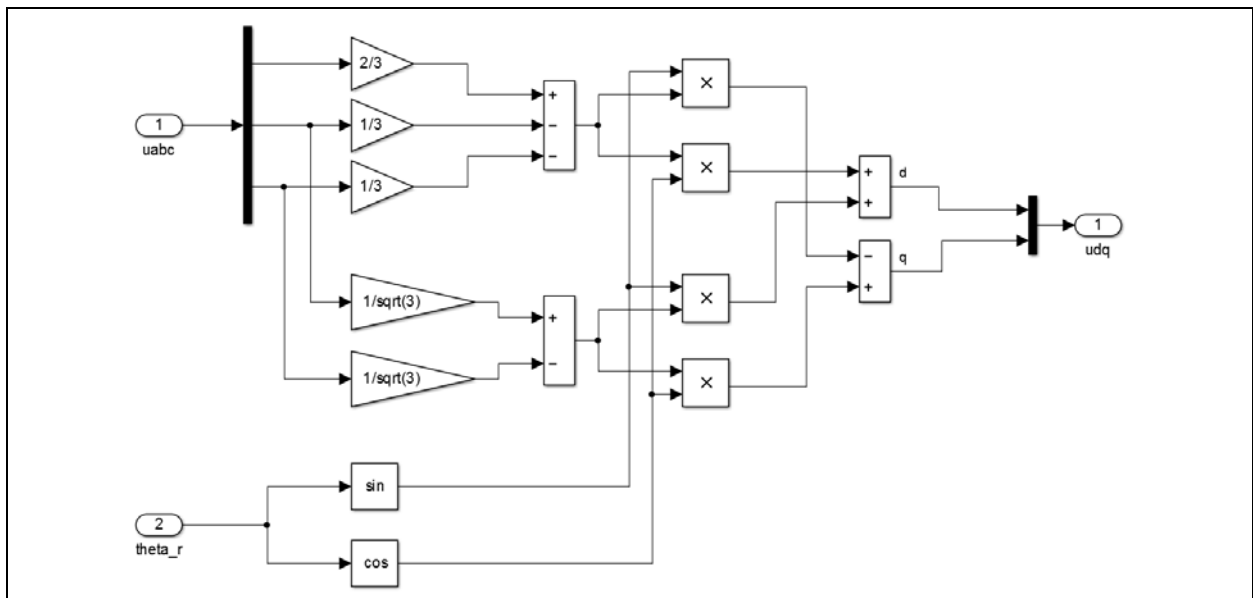 1
uabc
2/3
1/3
1/3
+
−
−
×
×
+
+
d
1
udq
−
+
q
1/sqrt(3)
1/sqrt(3)
+
−
×
×
sin
2
theta_r
cos